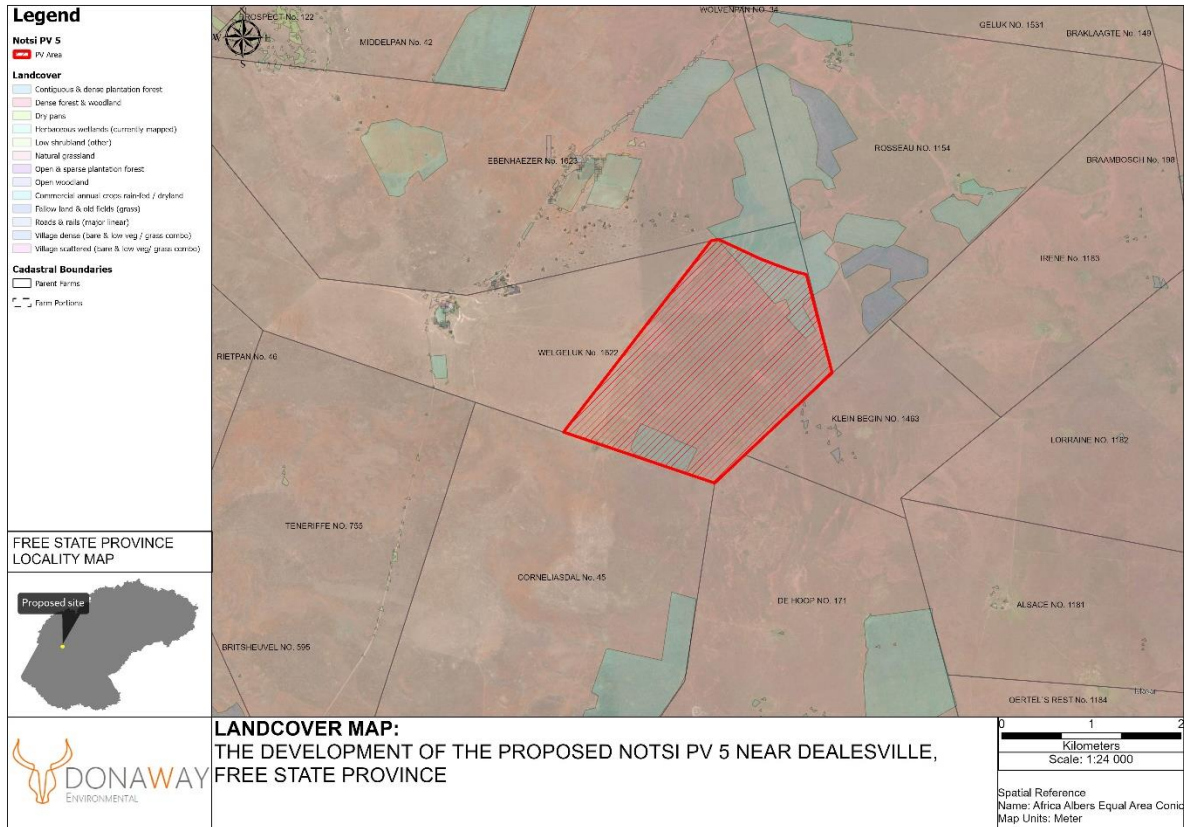 Legend
Notsi PV 5
PV Area
Landcover
Contiguous & dense plantation forest
Dense forest & woodland
Dry pans
Herbaceous wetlands (currently mapped)
Low shrubland (other)
Natural grassland
Open & sparse plantation forest
Open woodland
Commercial annual crops rain-fed / dryland
Fallow land & old fields (grass)
Roads & rails (major linear)
Village dense (bare & low veg / grass combo)
Village scattered (bare & low veg/ grass combo)
Cadastral Boundaries
Parent Farms
Farm Portions
FREE STATE PROVINCE
LOCALITY MAP
Proposed site
DONAWAY
ENVIRONMENTAL
PROSPECT No. 122
W E
S
MIDDELPAN No. 42
WOLVENPAN No. 34
GELUK NO. 1531
BRAKLAAGTE No. 149
EBENHAEZER No. 1623
ROSSEAU NO. 1154
BRAAMBOSCH No. 198
IRENE No. 1183
RIETPAN No. 46
WELGELUK No. 1622
KLEIN BEGIN NO. 1463
LORRAINE NO. 1182
TENERIFFE NO. 755
CORNELIASDAL No. 45
DE HOOP NO. 171
ALSACE NO. 1181
BRITSHEUVEL NO. 595
OERTEL'S REST No. 1184
LANDCOVER MAP:
THE DEVELOPMENT OF THE PROPOSED NOTSI PV 5 NEAR DEALESVILLE,
FREE STATE PROVINCE
0 1 2
Kilometers
Scale: 1:24 000
Spatial Reference
Name: Africa Albers Equal Area Conic
Map Units: Meter